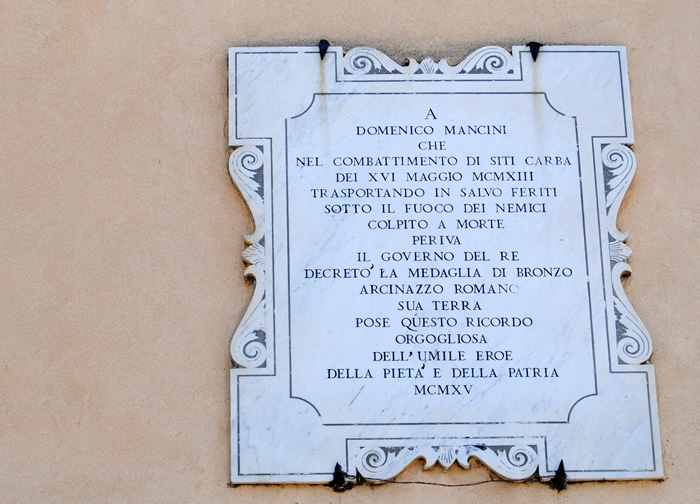 A
DOMENICO MANCINI
CHE
NEL COMBATTIMENTO DI SITI CARBA
DEI XVI MAGGIO MCMXIII
TRASPORTANDO IN SALVO FERITI
SOTTO IL FUOCO DEI NEMICI
COLPITO A MORTE
PERIVA
IL GOVERNO DEL RE
DECRETO' LA MEDAGLIA DI BRONZO
ARCINAZZO ROMANO
SUA TERRA
POSE QUESTO RICORDO
ORGOGLIOSA
DELL'UMILE EROE
DELLA PIETA' E DELLA PATRIA
MCMXV